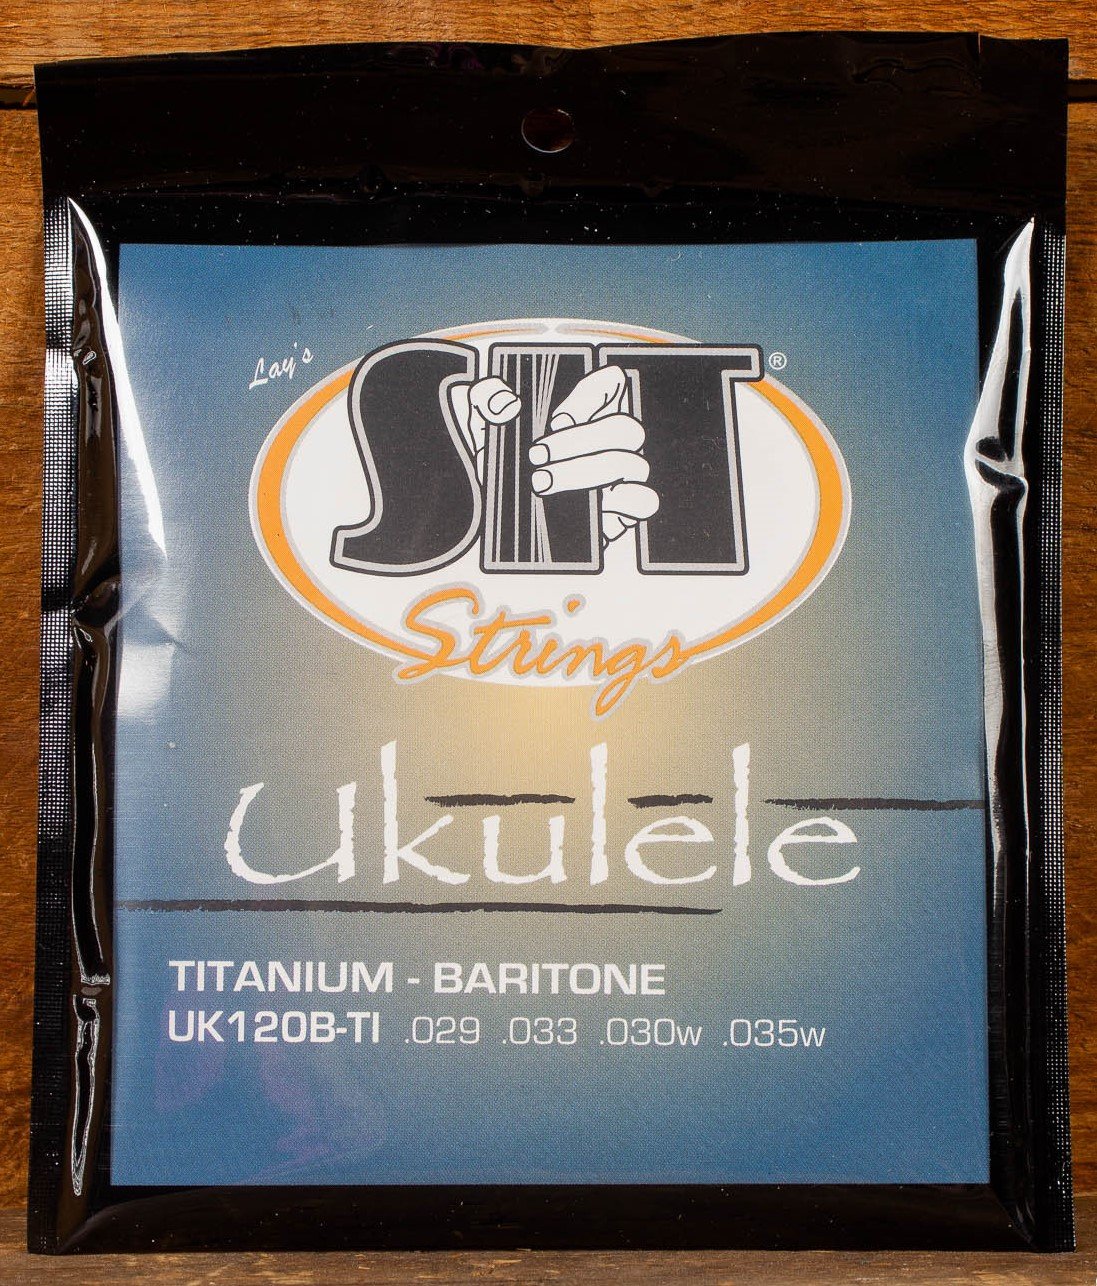 Lay's
SIT®
Strings
Ukulele
TITANIUM - BARITONE
UK120B-TI .029 .033 .030w .035w